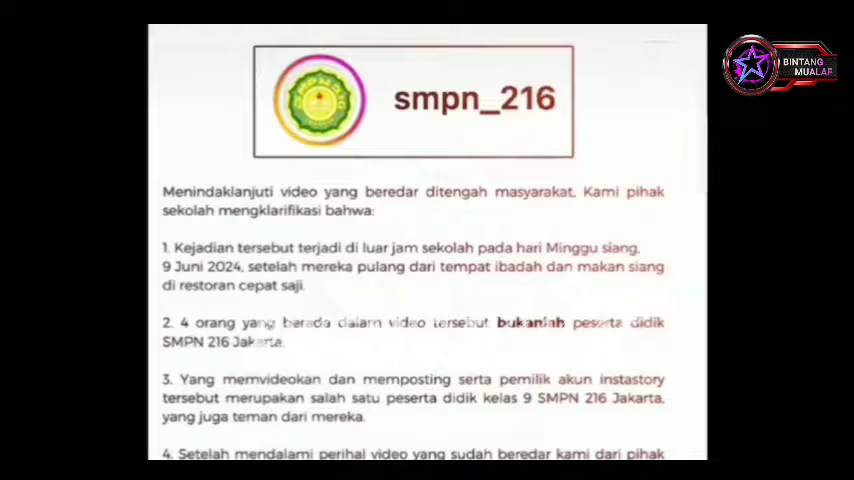 BINTANG
MUALAF
smpn_216
Menindaklanjuti video yang beredar ditengah masyarakat, Kami pihak
sekolah mengklarifikasi bahwa:
1. Kejadian tersebut terjadi di luar jam sekolah pada hari Minggu siang,
9 Juni 2024, setelah mereka pulang dari tempat ibadah dan makan siang
di restoran cepat saji.
2. 4 orang yang berada dalam video tersebut bukanlah peserta didik
SMPN 216 Jakarta.
3. Yang memvideokan dan memposting serta pemilik akun instastory
tersebut merupakan salah satu peserta didik kelas 9 SMPN 216 Jakarta,
yang juga teman dari mereka.
4. Setelah mendalami perihal video yang sudah beredar kami dari pihak